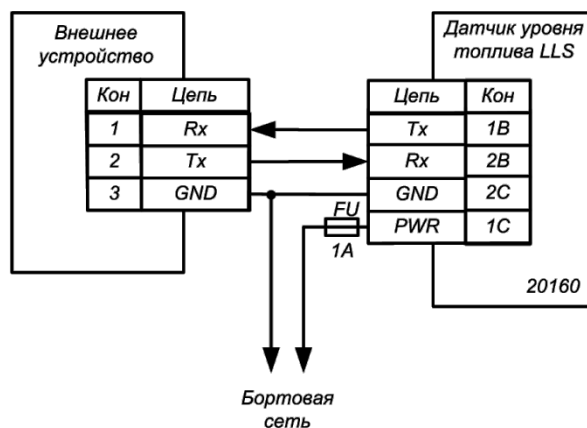 Внешнее
устройство
Кон Цепь
1 Rx
2 Tx
3 GND
Датчик уровня
топлива LLS
Цепь Кон
Tx 1B
Rx 2B
GND 2C
PWR 1C
FU
1A
20160
Бортовая
сеть